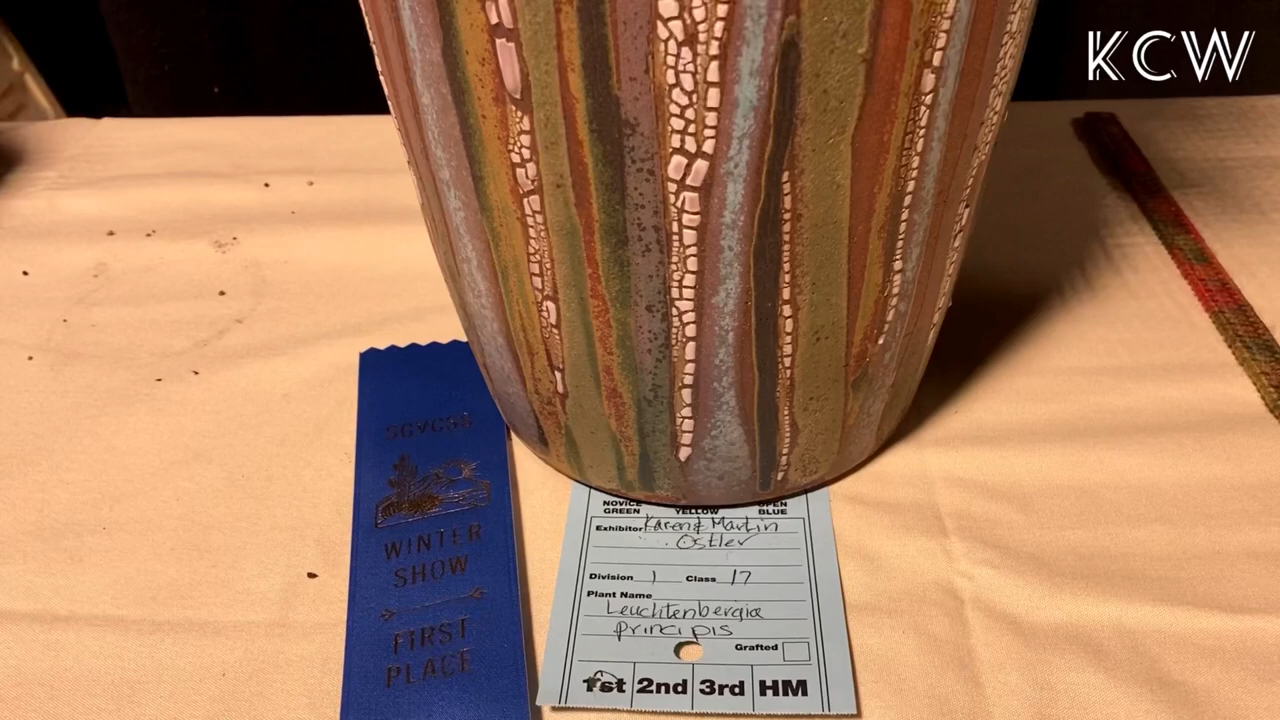 KCW
SGVCSS
WINTER
SHOW
FIRST
PLACE
NOVICE
GREEN
YELLOW
OPEN
BLUE
Exhibitor Karen & Martin
Ostler
Division 1 Class 17
Plant Name
Leuchtenbergia
principis
Grafted
1st 2nd 3rd HM